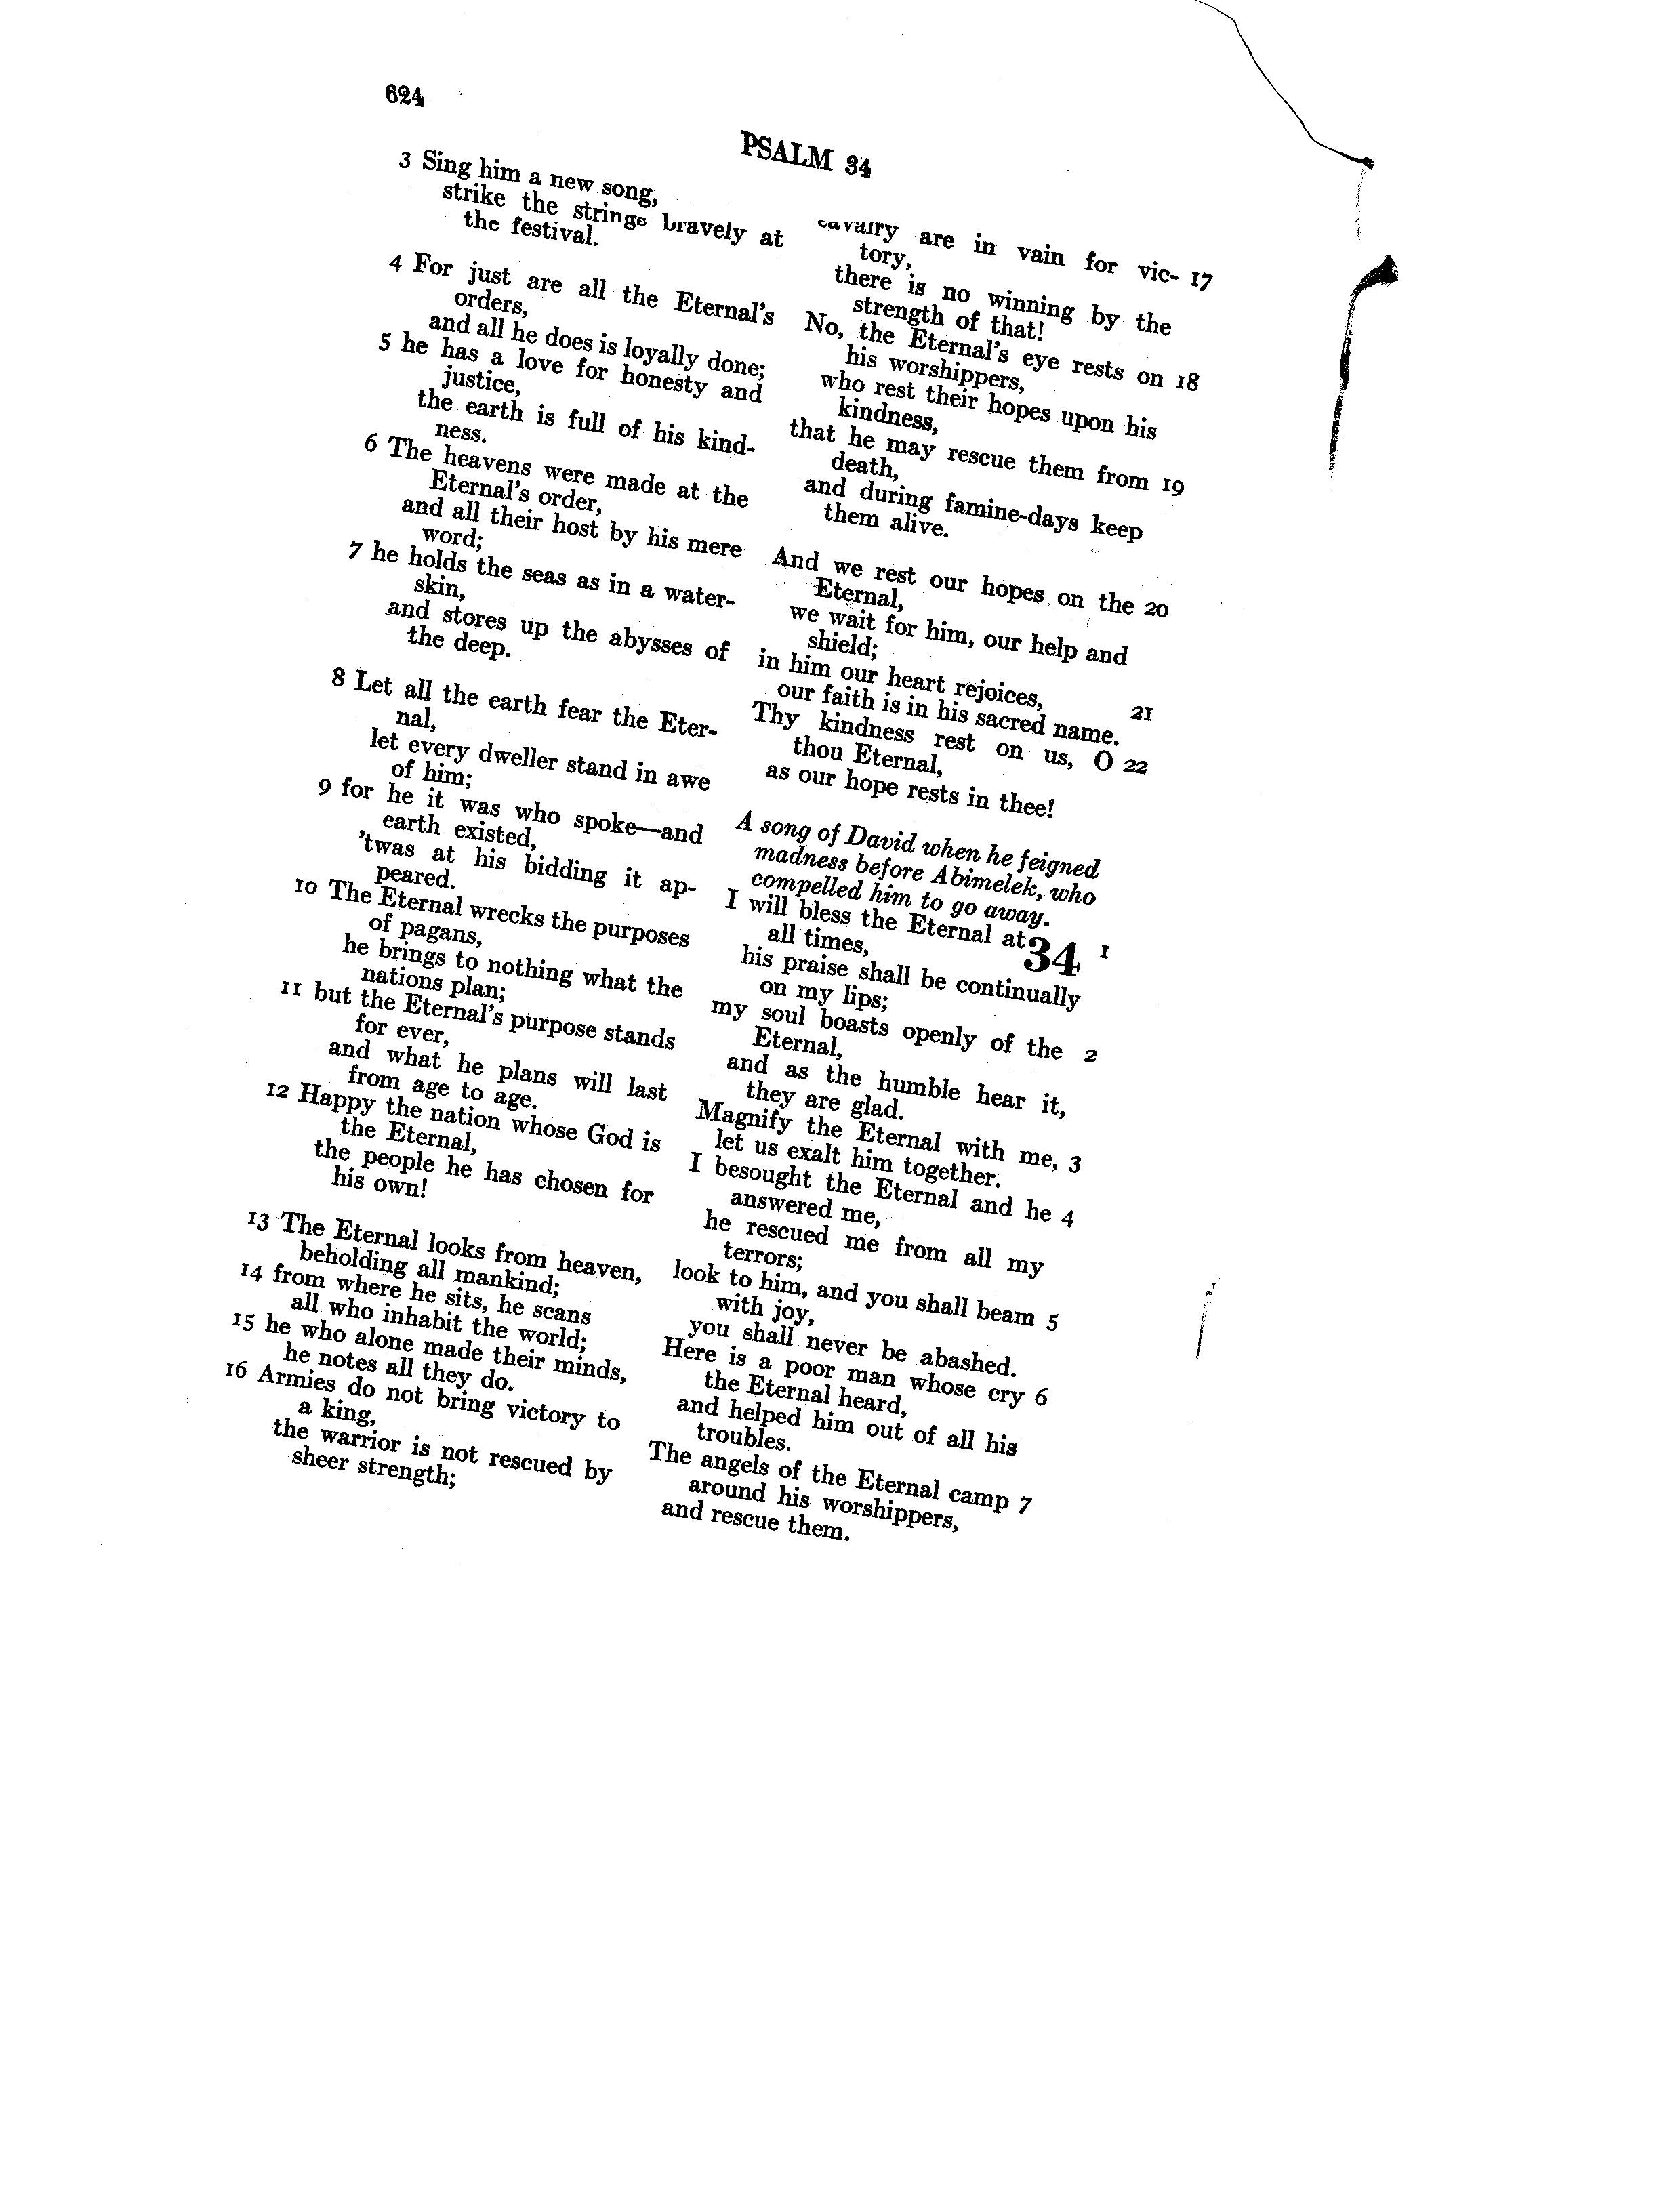 624
PSALM 34
3 Sing him a new song,
strike the strings bravely at
the festival.
4 For just are all the Eternal's
orders,
and all he does is loyally done;
5 he has a love for honesty and
justice,
the earth is full of his kind-
ness.
6 The heavens were made at the
Eternal's order,
and all their host by his mere
word;
7 he holds the seas as in a water-
skin,
and stores up the abysses of
the deep.
8 Let all the earth fear the Eter-
nal,
let every dweller stand in awe
of him;
9 for he it was who spoke—and
earth existed,
'twas at his bidding it ap-
peared.
10 The Eternal wrecks the purposes
of pagans,
he brings to nothing what the
nations plan;
11 but the Eternal's purpose stands
for ever,
and what he plans will last
from age to age.
12 Happy the nation whose God is
the Eternal,
the people he has chosen for
his own!
13 The Eternal looks from heaven,
beholding all mankind;
14 from where he sits, he scans
all who inhabit the world;
15 he who alone made their minds,
he notes all they do.
16 Armies do not bring victory to
a king,
the warrior is not rescued by
sheer strength;
cavalry are in vain for vic- 17
tory,
there is no winning by the
strength of that!
No, the Eternal's eye rests on 18
his worshippers,
who rest their hopes upon his
kindness,
that he may rescue them from 19
death,
and during famine-days keep
them alive.
And we rest our hopes on the 20
Eternal,
we wait for him, our help and
shield;
in him our heart rejoices, 21
our faith is in his sacred name.
Thy kindness rest on us, O 22
thou Eternal,
as our hope rests in thee!
A song of David when he feigned
madness before Abimelek, who
compelled him to go away.
I will bless the Eternal at 34 1
all times,
his praise shall be continually
on my lips;
my soul boasts openly of the 2
Eternal,
and as the humble hear it,
they are glad.
Magnify the Eternal with me, 3
let us exalt him together.
I besought the Eternal and he 4
answered me,
he rescued me from all my
terrors;
look to him, and you shall beam 5
with joy,
you shall never be abashed.
Here is a poor man whose cry 6
the Eternal heard,
and helped him out of all his
troubles.
The angels of the Eternal camp 7
around his worshippers,
and rescue them.